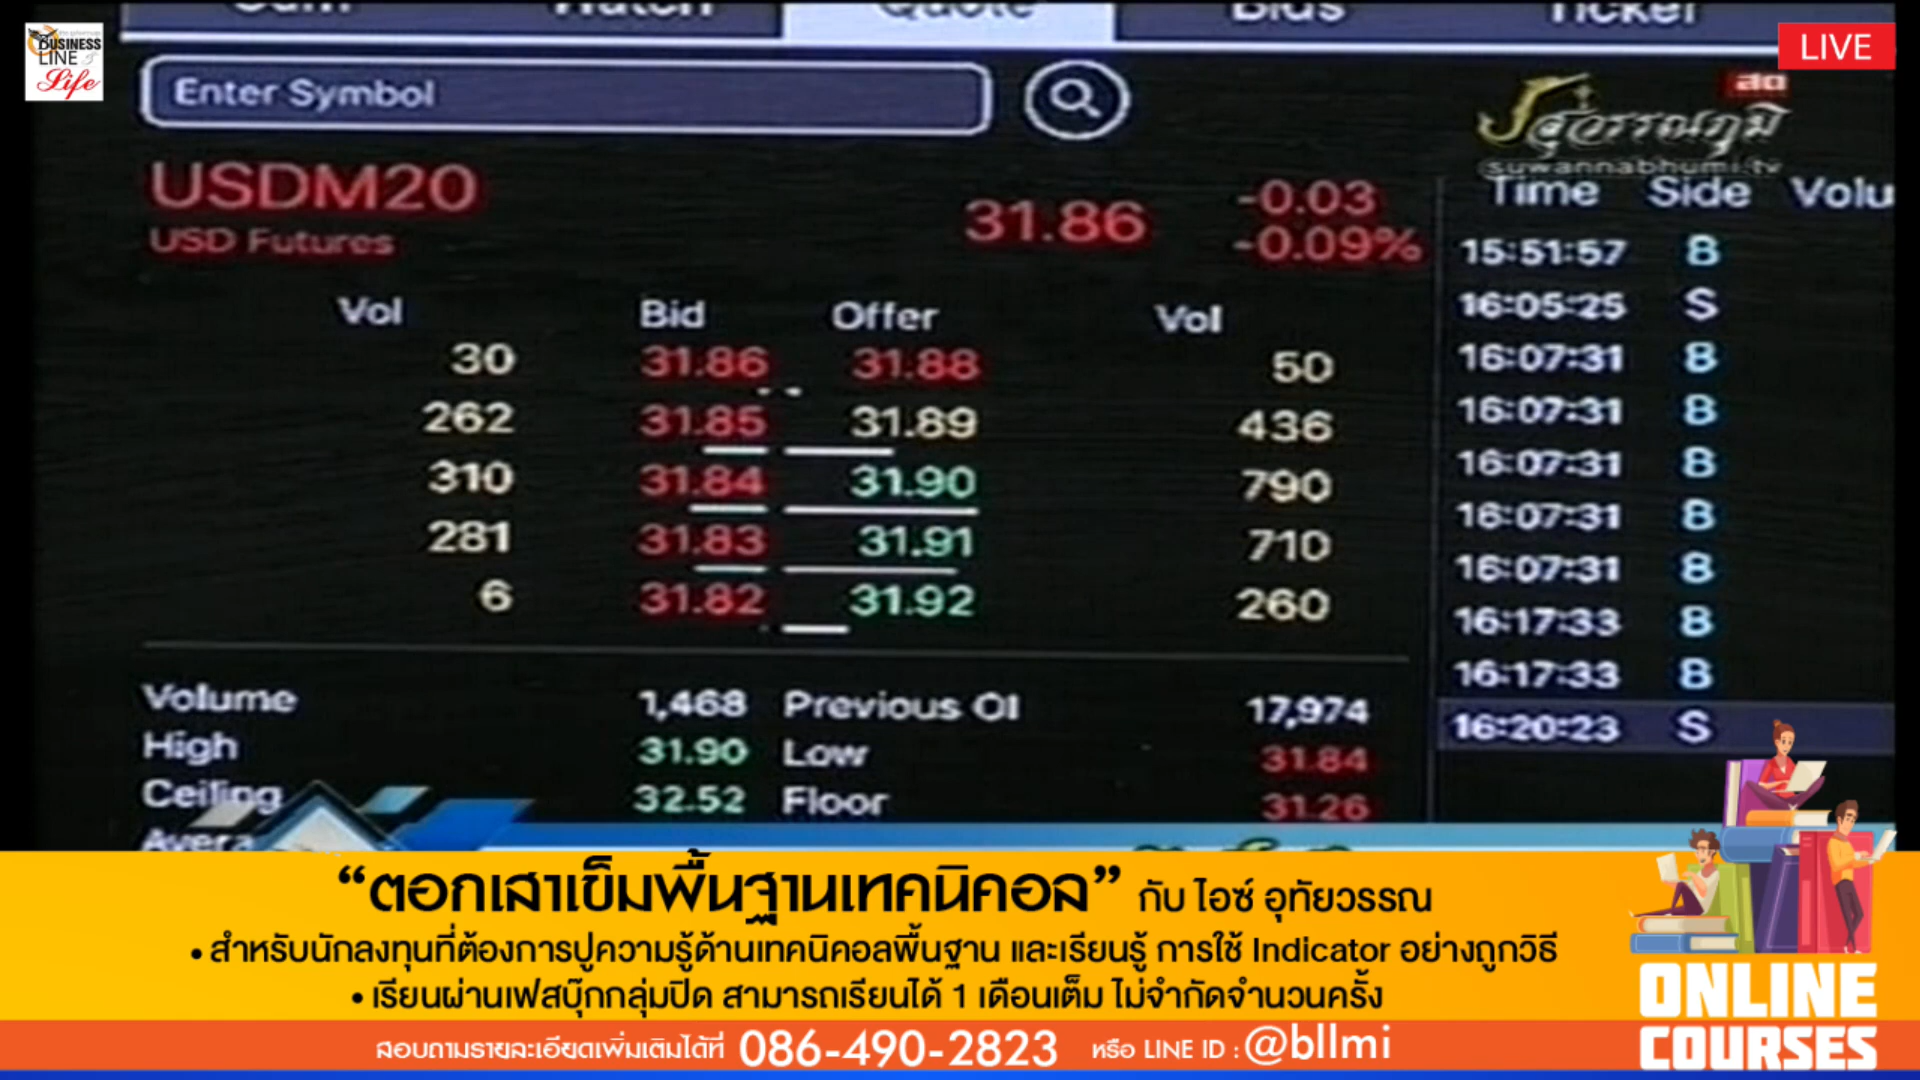 Quote
Ticker
BUSINESS
LINE &
Life
Enter Symbol
LIVE
สด
สุวรรณภูมิ
suwannabhumi.tv
USDM20
USD Futures
31.86
-0.03
-0.09%
Time Side Volu
Vol Bid Offer Vol
30 31.86 31.88 50
262 31.85 31.89 436
310 31.84 31.90 790
281 31.83 31.91 710
6 31.82 31.92 260
15:51:57 B
16:05:25 S
16:07:31 B
16:07:31 B
16:07:31 B
16:07:31 B
16:07:31 B
16:17:33 B
16:17:33 B
16:20:23 S
Volume 1,468 Previous OI 17,974
High 31.90 Low 31.84
Ceiling 32.52 Floor 31.26
“ตอกเสาเข็มพื้นฐานเทคนิคอล” กับ ไอซ์ อุทัยวรรณ
• สำหรับนักลงทุนที่ต้องการปูความรู้ด้านเทคนิคอลพื้นฐาน และเรียนรู้ การใช้ Indicator อย่างถูกวิธี
• เรียนผ่านเฟสบุ๊กกลุ่มปิด สามารถเรียนได้ 1 เดือนเต็ม ไม่จำกัดจำนวนครั้ง
สอบถามรายละเอียดเพิ่มเติมได้ที่ 086-490-2823 หรือ LINE ID : @bllmi
ONLINE
COURSES